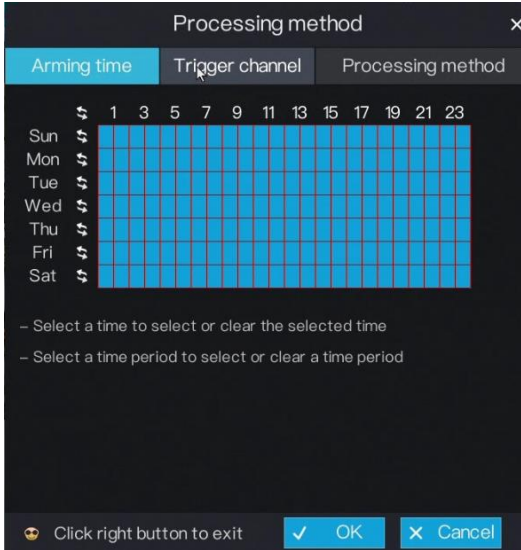 Processing method ×
Arming time Trigger channel Processing method
1 3 5 7 9 11 13 15 17 19 21 23
Sun
Mon
Tue
Wed
Thu
Fri
Sat
– Select a time to select or clear the selected time
– Select a time period to select or clear a time period
Click right button to exit ✓ OK × Cancel